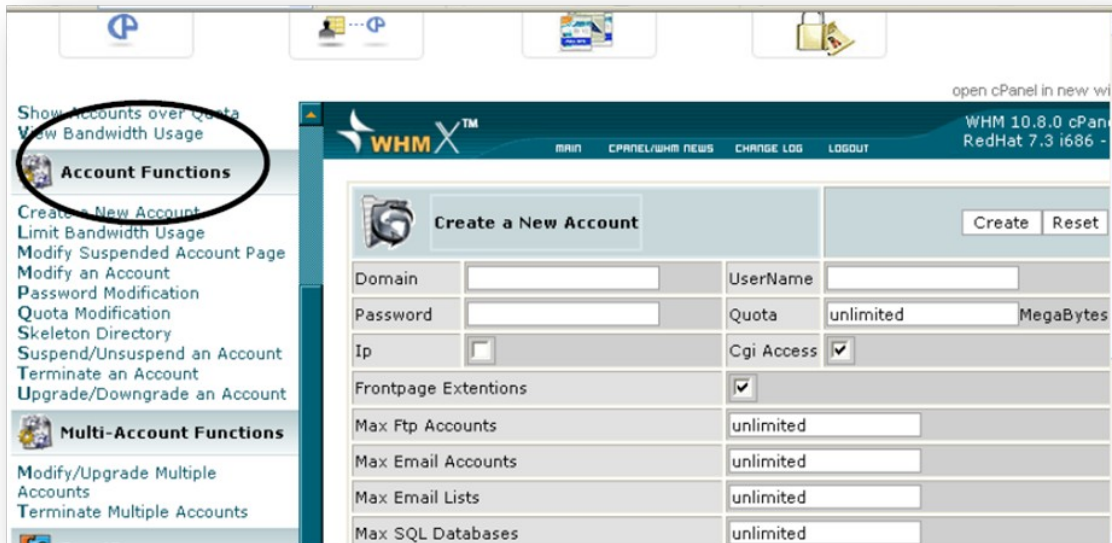 open cPanel in new wi
Show Accounts over Quota
View Bandwidth Usage
Account Functions
Create a New Account
Limit Bandwidth Usage
Modify Suspended Account Page
Modify an Account
Password Modification
Quota Modification
Skeleton Directory
Suspend/Unsuspend an Account
Terminate an Account
Upgrade/Downgrade an Account
Multi-Account Functions
Modify/Upgrade Multiple
Accounts
Terminate Multiple Accounts
WHM X™
MAIN CPANEL/WHM NEWS CHANGE LOG LOGOUT
WHM 10.8.0 cPane
RedHat 7.3 i686 -
Create a New Account
Create Reset
Domain UserName
Password Quota unlimited MegaBytes
Ip Cgi Access
Frontpage Extentions
Max Ftp Accounts unlimited
Max Email Accounts unlimited
Max Email Lists unlimited
Max SQL Databases unlimited